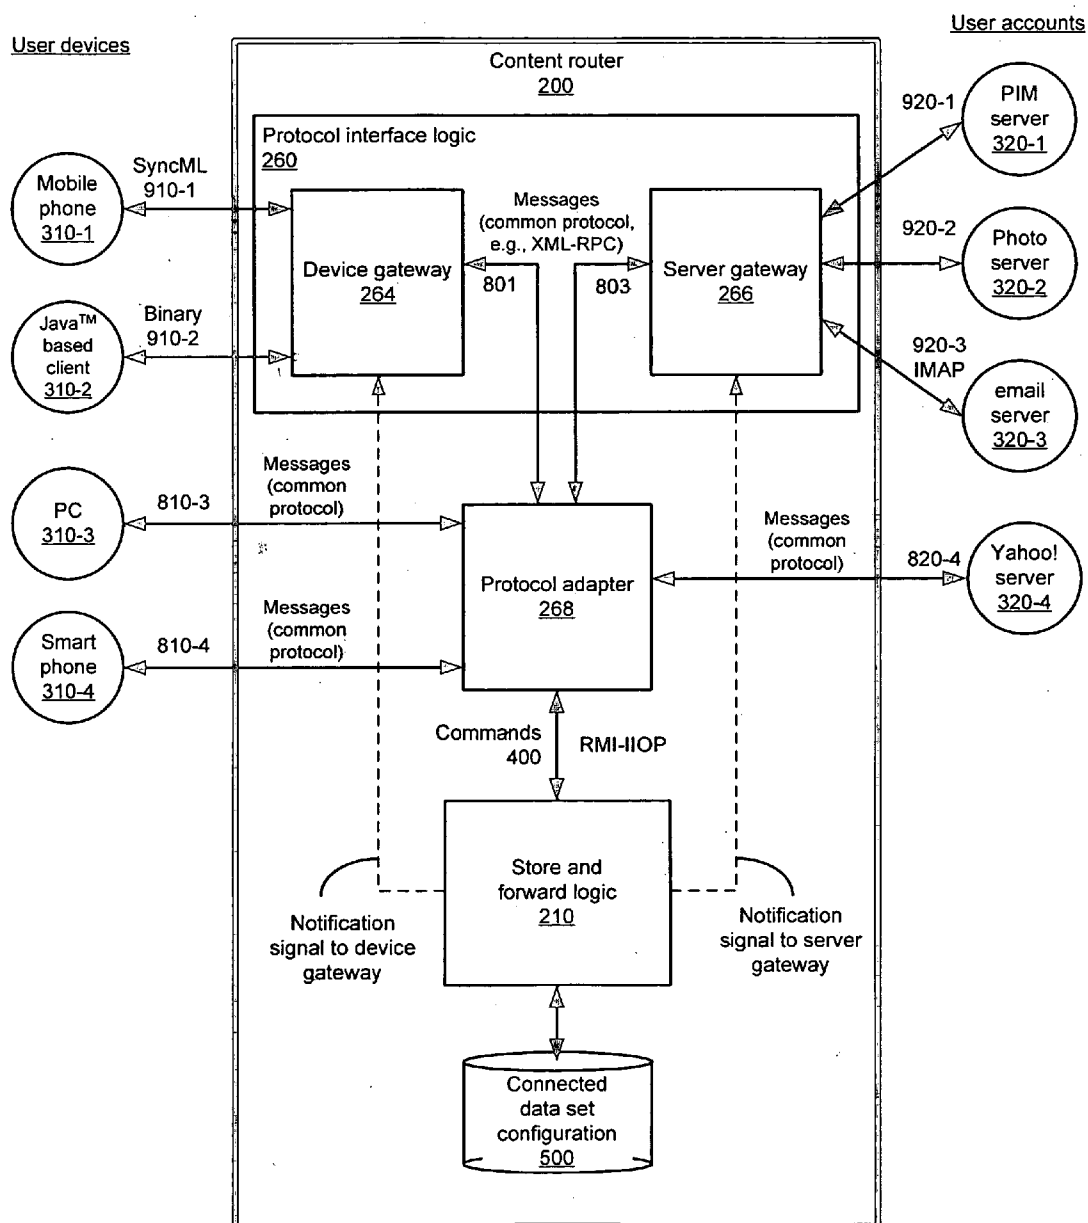 User devices
User accounts
Content router
200
Protocol interface logic
260
Mobile
phone
310-1
SyncML
910-1
Device gateway
264
Messages
(common protocol,
e.g., XML-RPC)
801
803
Server gateway
266
920-1
PIM
server
320-1
920-2
Photo
server
320-2
Java™
based
client
310-2
Binary
910-2
920-3
IMAP
email
server
320-3
PC
310-3
810-3
Messages
(common
protocol)
Protocol adapter
268
Messages
(common
protocol)
820-4
Yahoo!
server
320-4
Smart
phone
310-4
810-4
Messages
(common
protocol)
Commands
400
RMI-IIOP
Store and
forward logic
210
Notification
signal to device
gateway
Notification
signal to server
gateway
Connected
data set
configuration
500